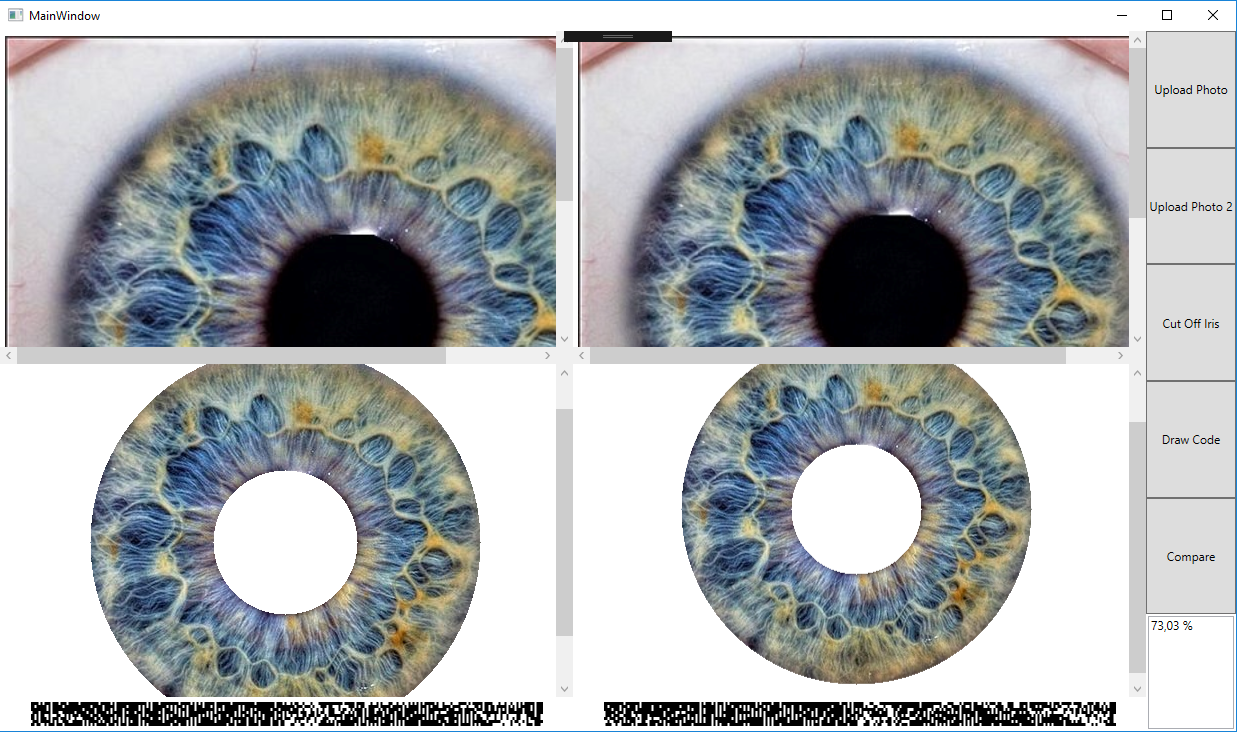 MainWindow
Upload Photo
Upload Photo 2
Cut Off Iris
Draw Code
Compare
73,03 %